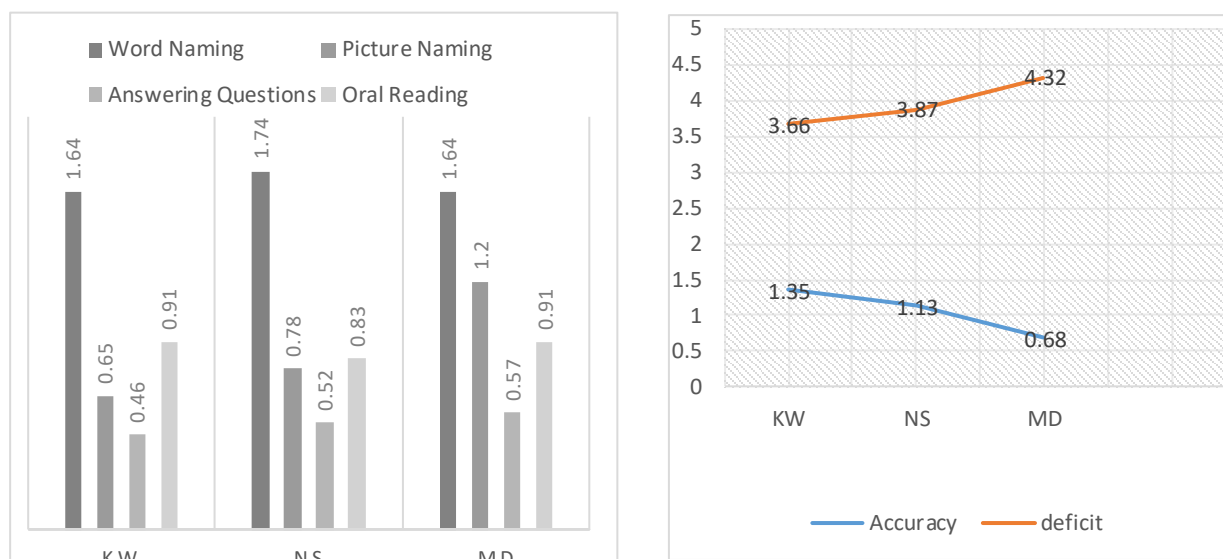 Word Naming Picture Naming
Answering Questions Oral Reading
1.64 0.65 0.46 0.91
1.74 0.78 0.52 0.83
1.64 1.2 0.57 0.91
KW NS MD
5
4.5
4
3.5
3
2.5
2
1.5
1
0.5
0
3.66 3.87 4.32
1.35 1.13 0.68
KW NS MD
Accuracy deficit